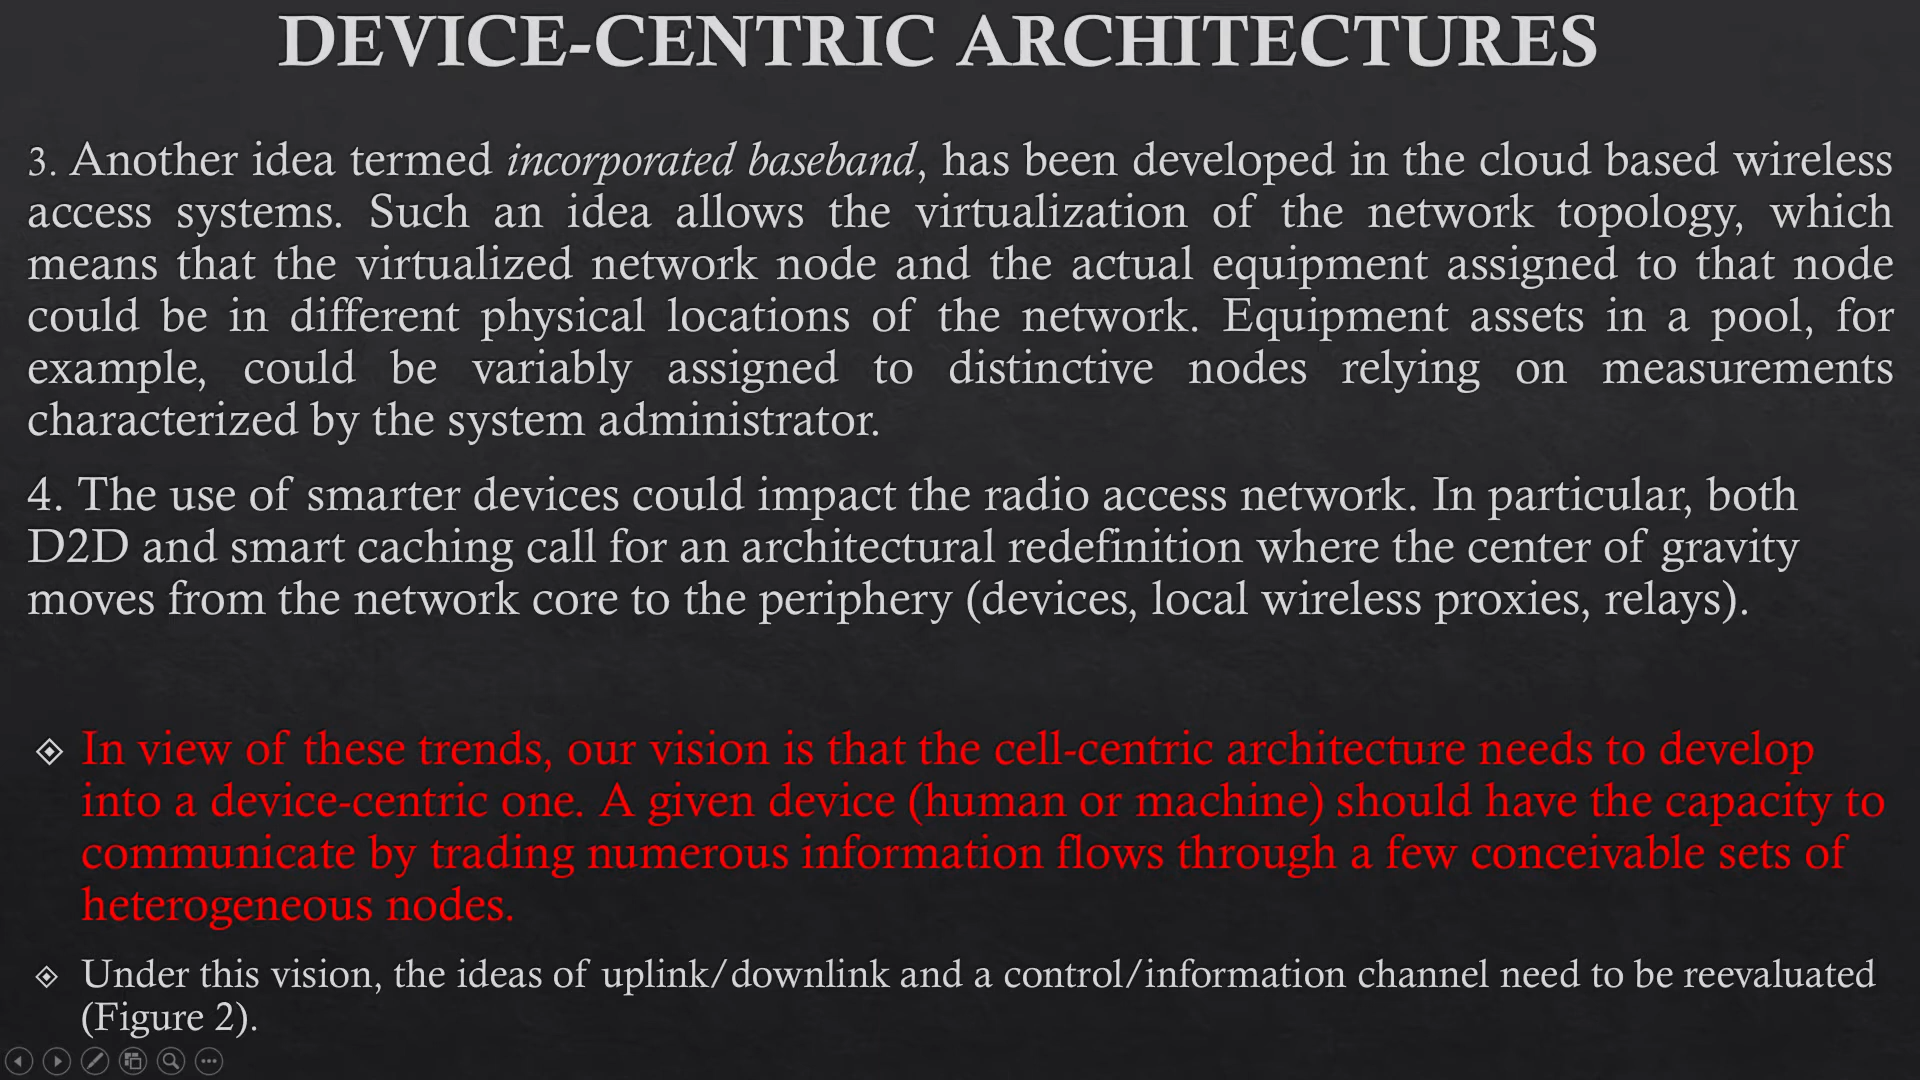 DEVICE-CENTRIC ARCHITECTURES
3. Another idea termed incorporated baseband, has been developed in the cloud based wireless
access systems. Such an idea allows the virtualization of the network topology, which
means that the virtualized network node and the actual equipment assigned to that node
could be in different physical locations of the network. Equipment assets in a pool, for
example, could be variably assigned to distinctive nodes relying on measurements
characterized by the system administrator.
4. The use of smarter devices could impact the radio access network. In particular, both
D2D and smart caching call for an architectural redefinition where the center of gravity
moves from the network core to the periphery (devices, local wireless proxies, relays).
In view of these trends, our vision is that the cell-centric architecture needs to develop
into a device-centric one. A given device (human or machine) should have the capacity to
communicate by trading numerous information flows through a few conceivable sets of
heterogeneous nodes.
Under this vision, the ideas of uplink/downlink and a control/information channel need to be reevaluated
(Figure 2).